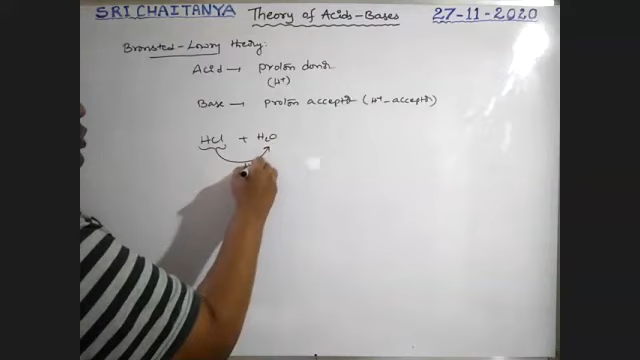 SRI CHAITANYA Theory of Acids-Bases 27-11-2020
Bronsted-Lowry theory:
Acid → proton donor
(H+)
Base → proton acceptor (H+-acceptor)
HCl + H2O